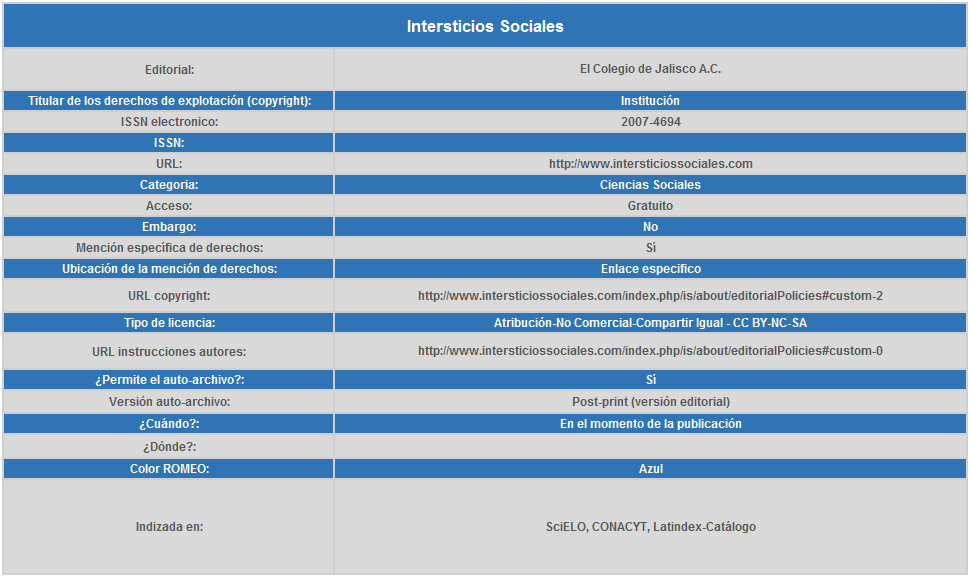 Intersticios Sociales
Editorial: El Colegio de Jalisco A.C.
Titular de los derechos de explotación (copyright): Institución
ISSN electronico: 2007-4694
ISSN:
URL: http://www.intersticiossociales.com
Categoria: Ciencias Sociales
Acceso: Gratuito
Embargo: No
Mención específica de derechos: Sì
Ubicación de la mención de derechos: Enlace especifico
URL copyright: http://www.intersticiossociales.com/index.php/is/about/editorialPolicies#custom-2
Tipo de licencia: Atribución-No Comercial-Compartir Igual - CC BY-NC-SA
URL instrucciones autores: http://www.intersticiossociales.com/index.php/is/about/editorialPolicies#custom-0
¿Permite el auto-archivo?: Sì
Versión auto-archivo: Post-print (versión editorial)
¿Cuándo?: En el momento de la publicación
¿Dónde?:
Color ROMEO: Azul
Indizada en: SciELO, CONACYT, Latindex-Catálogo